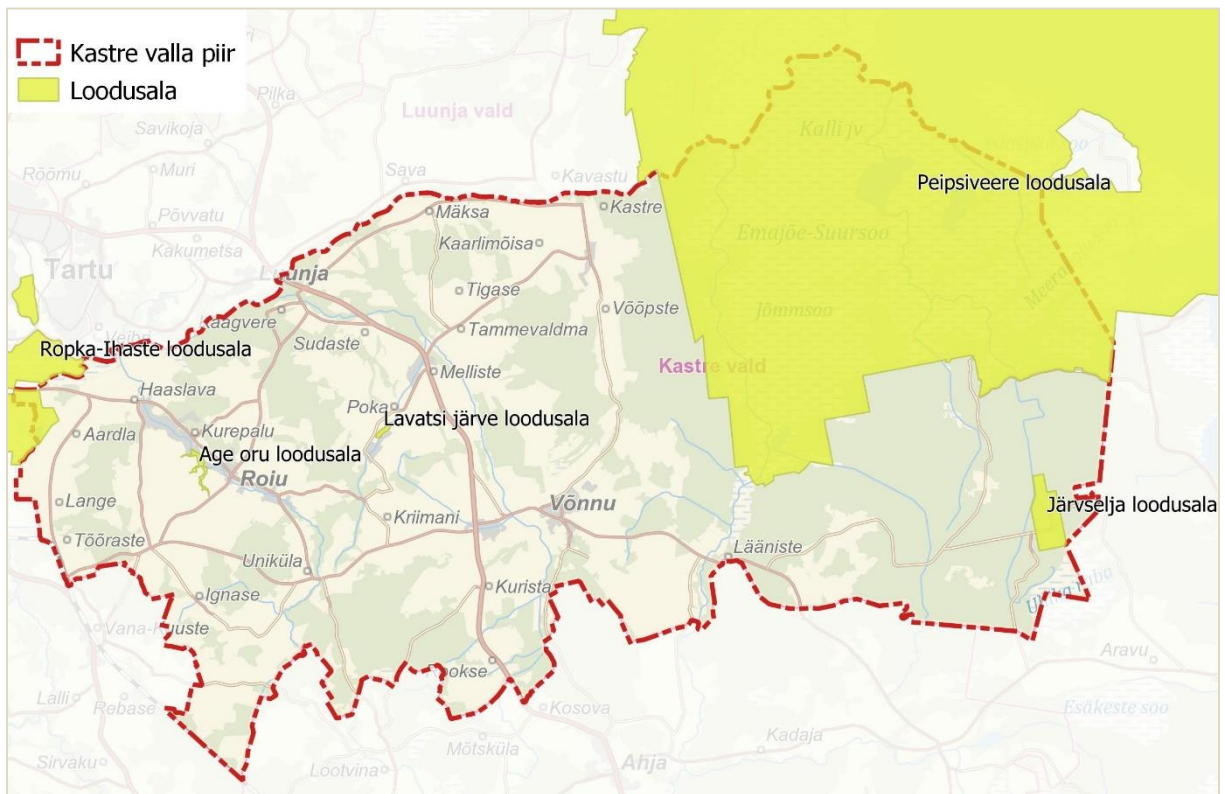 Kastre valla piir
Loodusala
Pilka
Luunja vald
Savikoja
Kalli jv
Rõõmu
Muri
Sava
Kavastu
Peipsiveere loodusala
Põvvatu
Mäksa
Kastre
Kakumetsa
Kaarlimõisa
Emajõe-Suursoo
Tartu
Luunja
Tigase
Võõpste
Jõmmsoo
Kaagvere
Sudaste
Tammevaldma
Ropka-Ihaste loodusala
Melliste
Kastre vald
Haaslava
Poka
Lavatsi järve loodusala
Aardla
Kurepalu
Age oru loodusala
Roiu
Lange
Kriimani
Võnnu
Järvselja loodusala
Tõõraste
Uniküla
Lääniste
Ignase
Kurista
Vana-Kuuste
Rookse
Aravu
Lalli
Rebase
Kosova
Esäkeste soo
Sirvaku
Lootvina
Mõtsküla
Ahja
Kadaja